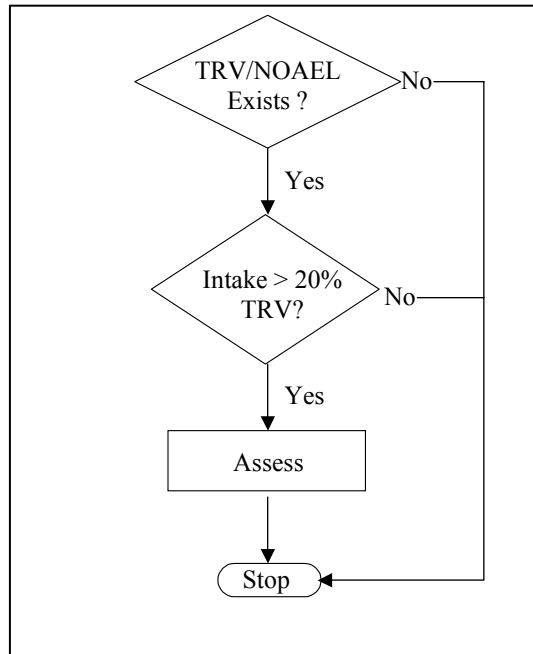 TRV/NOAEL
Exists ?
No
Yes
Intake > 20%
TRV?
No
Yes
Assess
Stop